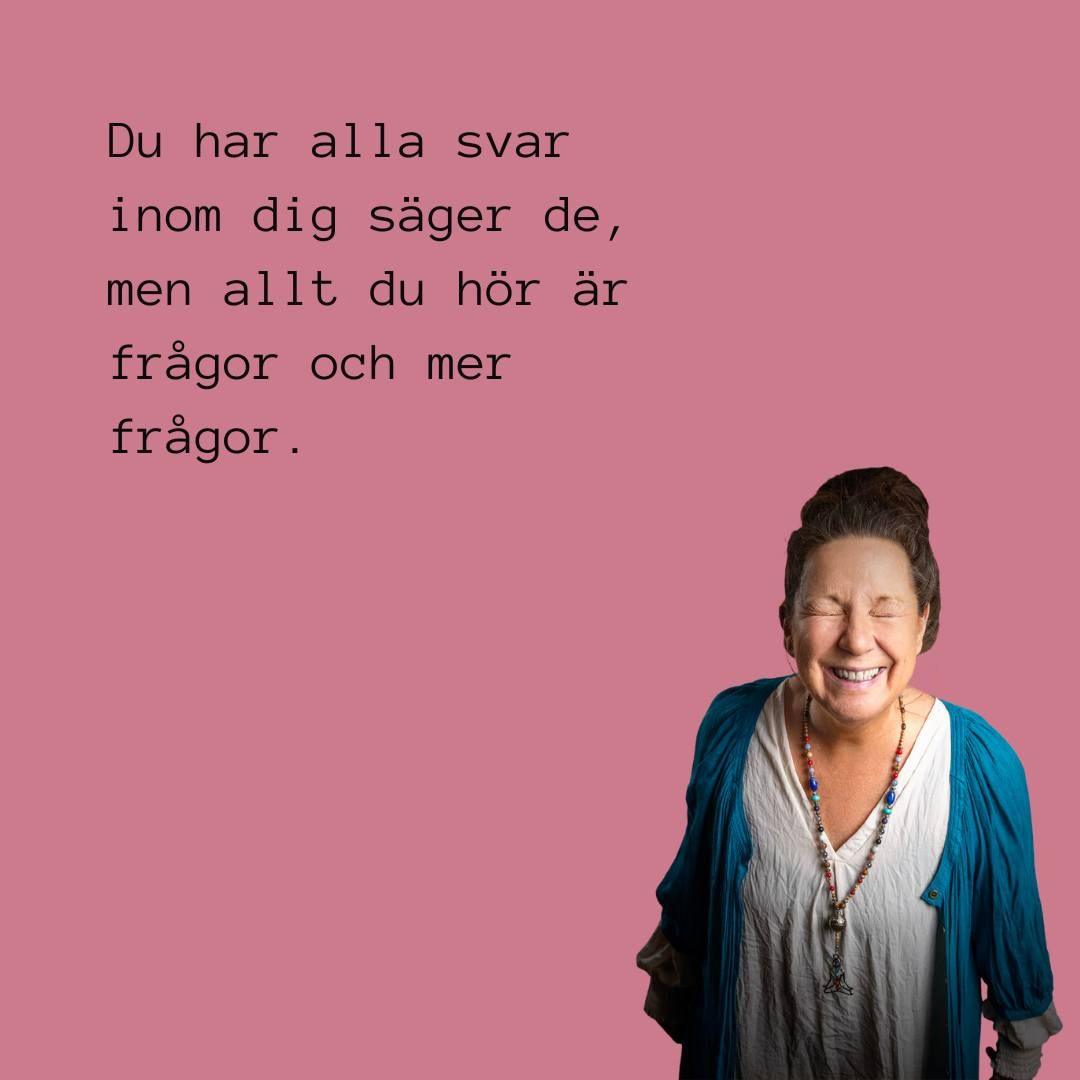 Du har alla svar
inom dig säger de,
men allt du hör är
frågor och mer
frågor.